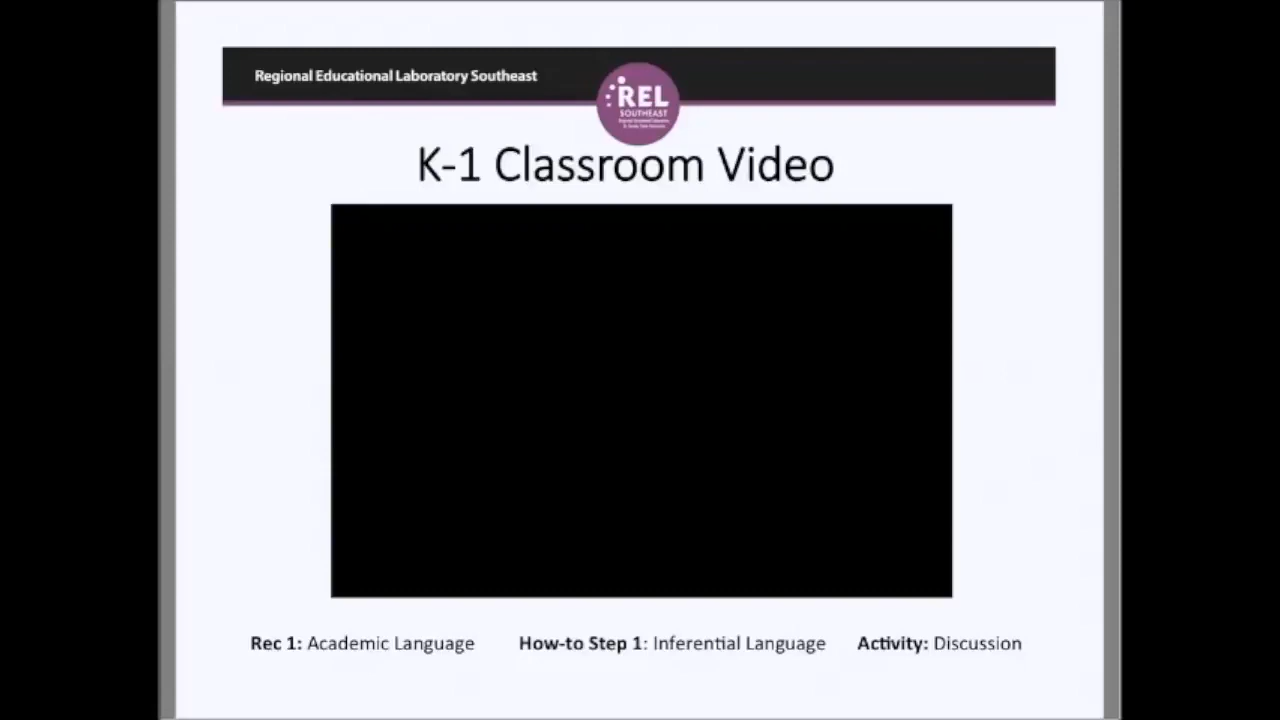 Regional Educational Laboratory Southeast
REL
SOUTHEAST
K-1 Classroom Video
Rec 1: Academic Language How-to Step 1: Inferential Language Activity: Discussion